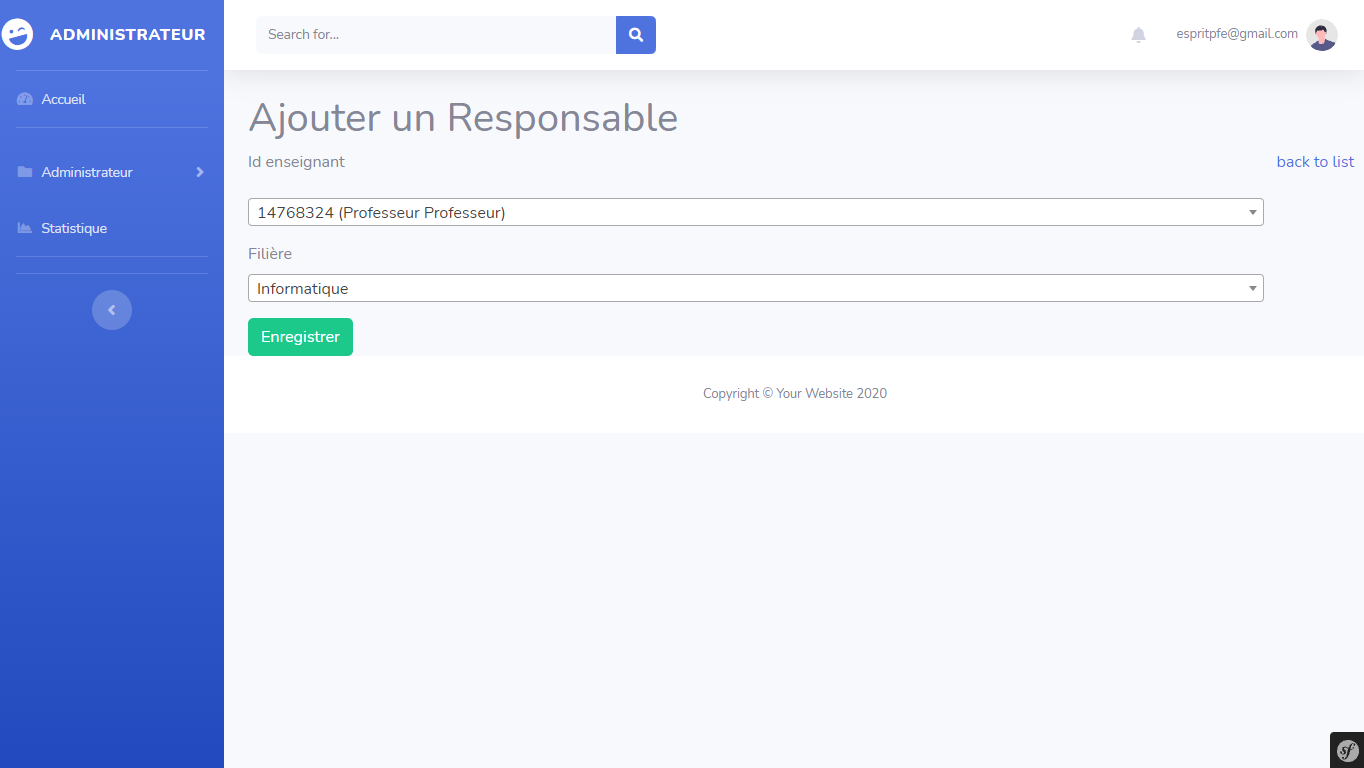 ADMINISTRATEUR
Search for...
espritpfe@gmail.com
Accueil
Administrateur
Statistique
Ajouter un Responsable
Id enseignant
back to list
14768324 (Professeur Professeur)
Filière
Informatique
Enregistrer
Copyright © Your Website 2020
sf